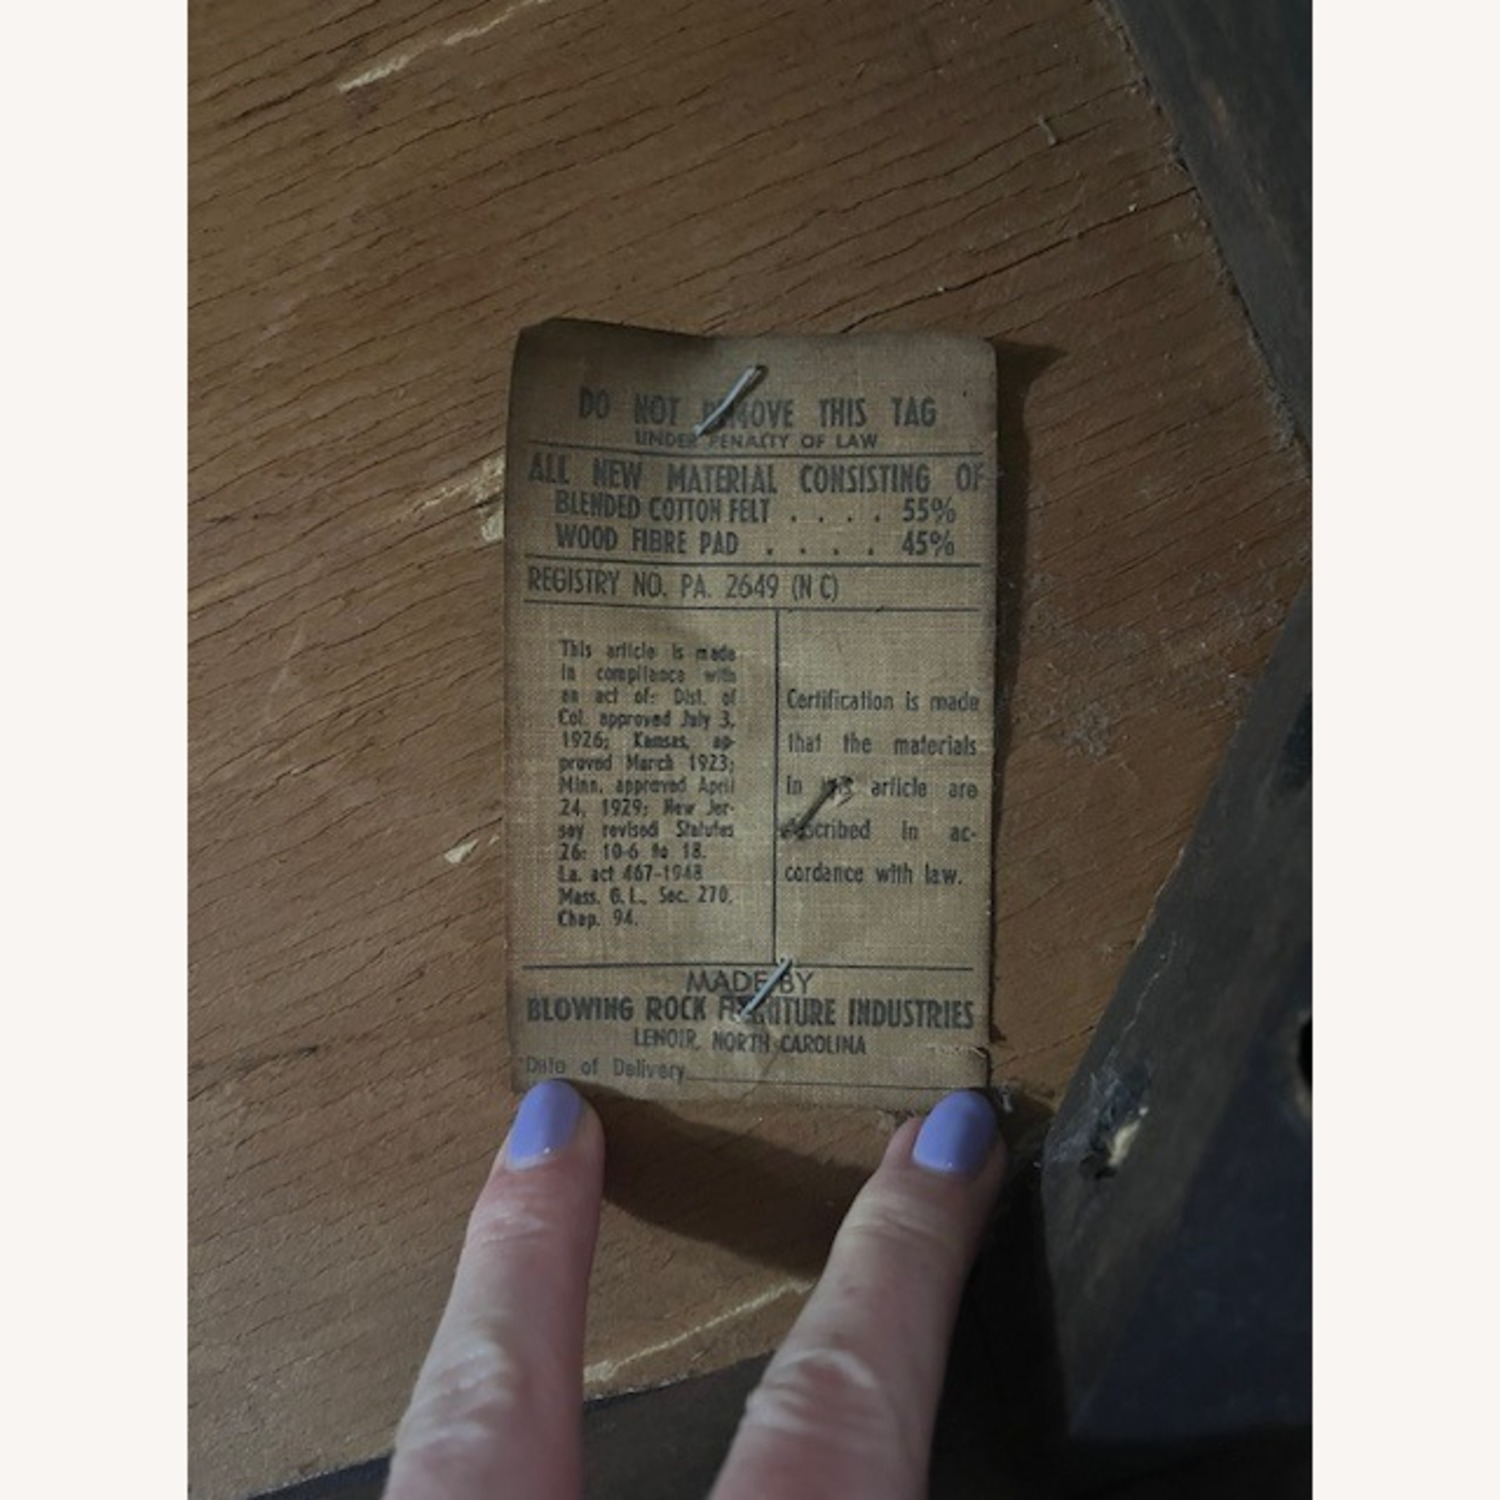 DO NOT REMOVE THIS TAG
UNDER PENALTY OF LAW
ALL NEW MATERIAL CONSISTING OF
BLENDED COTTON FELT . . . . 55%
WOOD FIBRE PAD . . . . 45%
REGISTRY NO. PA. 2649 (N C)
This article is made
in compliance with
an act of: Dist. of
Col. approved July 3,
1926; Kansas, ap-
proved March 1923;
Minn. approved April
24, 1929; New Jer-
sey revised Statutes
26: 10-6 to 18.
La. act 467-1948
Mass. G. L., Sec. 270,
Chap. 94.
Certification is made
that the materials
in this article are
described in ac-
cordance with law.
MADE BY
BLOWING ROCK FURNITURE INDUSTRIES
LENOIR, NORTH CAROLINA
Date of Delivery